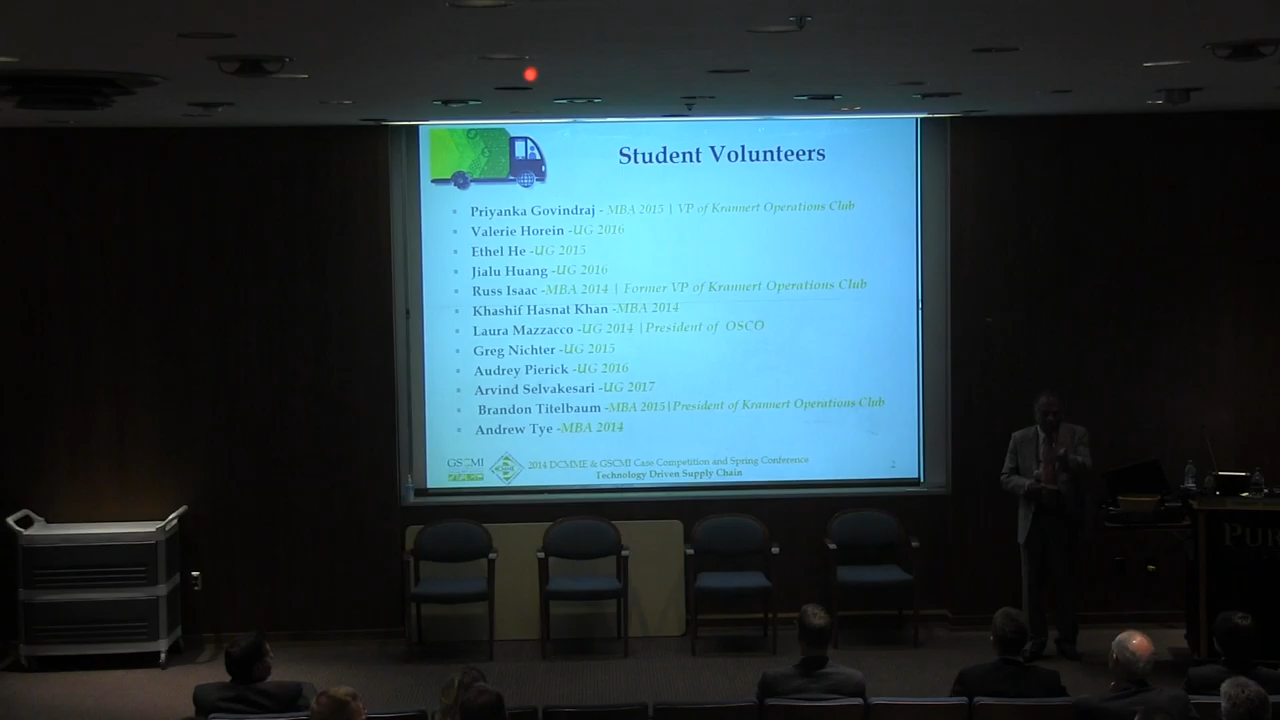 Student Volunteers
Priyanka Govindraj - MBA 2015 | VP of Krannert Operations Club
Valerie Horein -UG 2016
Ethel He -UG 2015
Jialu Huang -UG 2016
Russ Isaac -MBA 2014 | Former VP of Krannert Operations Club
Khashif Hasnat Khan -MBA 2014
Laura Mazzacco -UG 2014 |President of OSCO
Greg Nichter -UG 2015
Audrey Pierick -UG 2016
Arvind Selvakesari -UG 2017
Brandon Titelbaum -MBA 2015|President of Krannert Operations Club
Andrew Tye -MBA 2014
GSCMI
2014 DCMME & GSCMI Case Competition and Spring Conference
2
Technology Driven Supply Chain
PUR